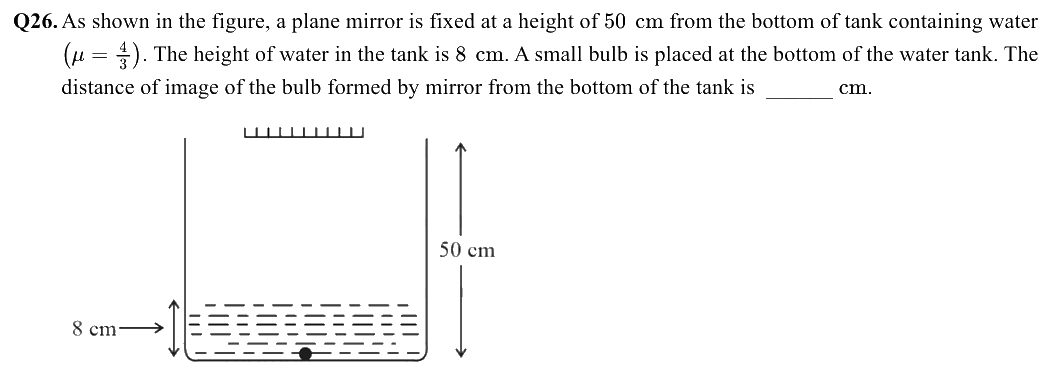 Q26. As shown in the figure, a plane mirror is fixed at a height of 50 cm from the bottom of tank containing water
(μ = 4/3). The height of water in the tank is 8 cm. A small bulb is placed at the bottom of the water tank. The
distance of image of the bulb formed by mirror from the bottom of the tank is ______ cm.
50 cm
8 cm